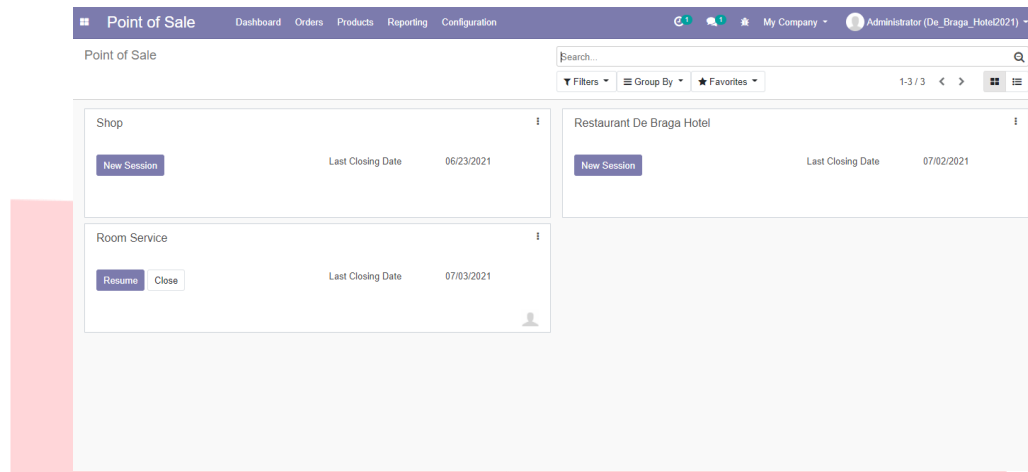 Point of Sale Dashboard Orders Products Reporting Configuration 1 1 My Company Administrator (De_Braga_Hotel2021)
Point of Sale
Search...
Filters Group By Favorites 1-3 / 3
Shop
New Session Last Closing Date 06/23/2021
Restaurant De Braga Hotel
New Session Last Closing Date 07/02/2021
Room Service
Resume Close Last Closing Date 07/03/2021